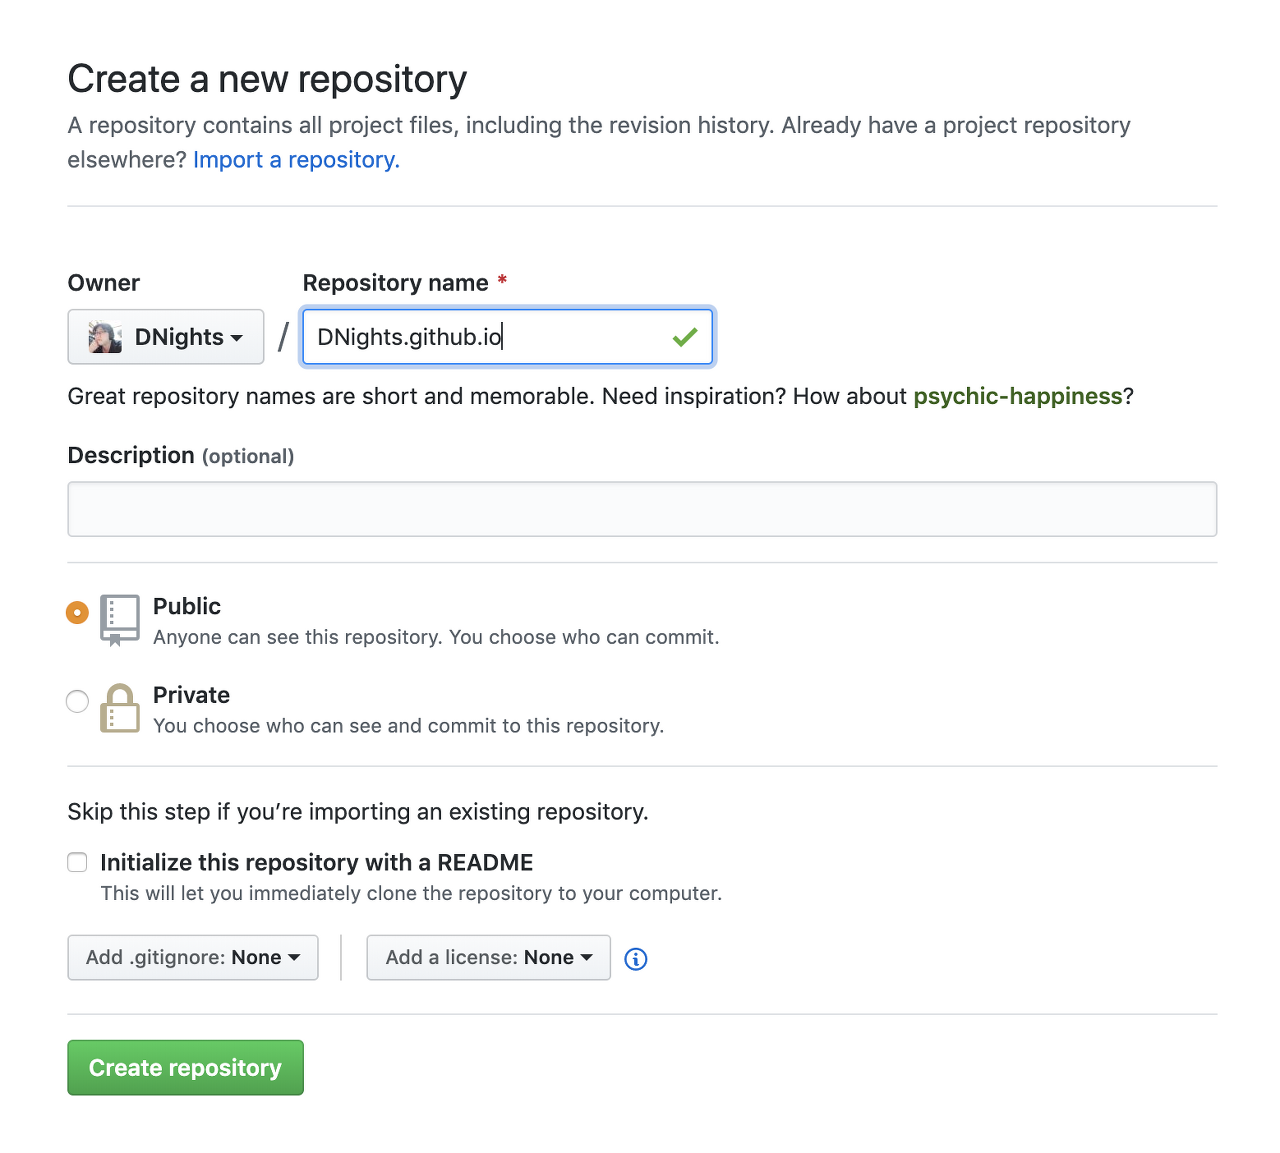 Create a new repository
A repository contains all project files, including the revision history. Already have a project repository
elsewhere? Import a repository.
Owner
Repository name *
DNights / DNights.github.io
Great repository names are short and memorable. Need inspiration? How about psychic-happiness?
Description (optional)
Public
Anyone can see this repository. You choose who can commit.
Private
You choose who can see and commit to this repository.
Skip this step if you’re importing an existing repository.
Initialize this repository with a README
This will let you immediately clone the repository to your computer.
Add .gitignore: None
Add a license: None
Create repository